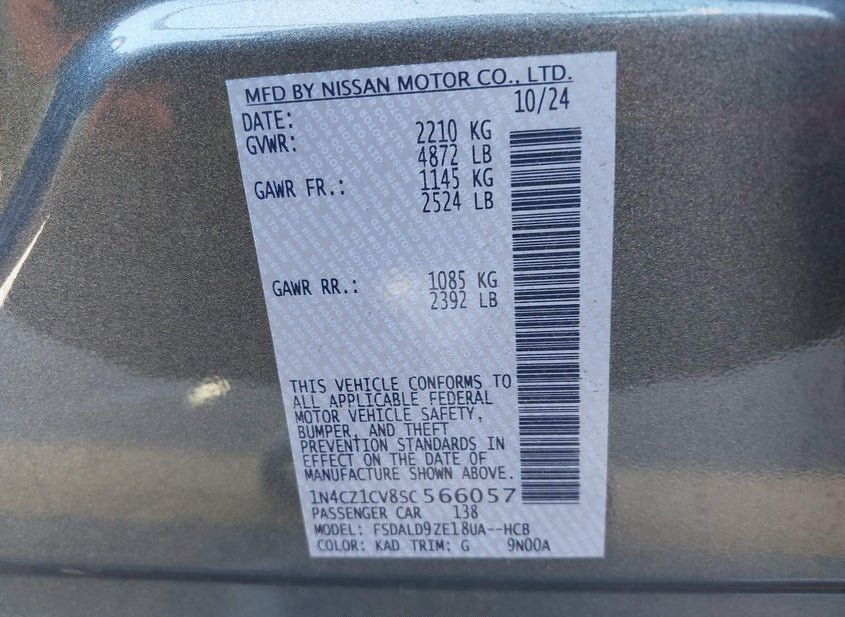 MFD BY NISSAN MOTOR CO., LTD.
DATE: 10/24
GVWR: 2210 KG
4872 LB
GAWR FR.: 1145 KG
2524 LB
GAWR RR.: 1085 KG
2392 LB
THIS VEHICLE CONFORMS TO
ALL APPLICABLE FEDERAL
MOTOR VEHICLE SAFETY,
BUMPER, AND THEFT
PREVENTION STANDARDS IN
EFFECT ON THE DATE OF
MANUFACTURE SHOWN ABOVE.
1N4CZ1CV8SC566057
PASSENGER CAR 138
MODEL: FSDALD9ZE18UA--HCB
COLOR: KAD TRIM: G 9N00A